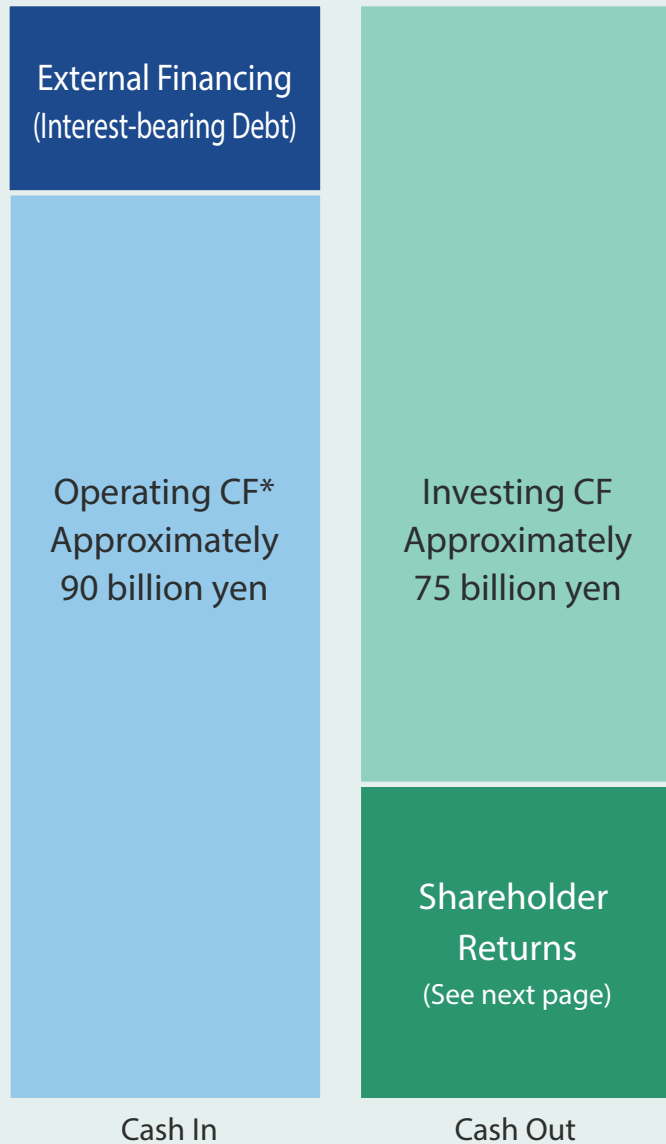 External Financing
(Interest-bearing Debt)
Operating CF*
Approximately
90 billion yen
Cash In
Investing CF
Approximately
75 billion yen
Shareholder
Returns
(See next page)
Cash Out